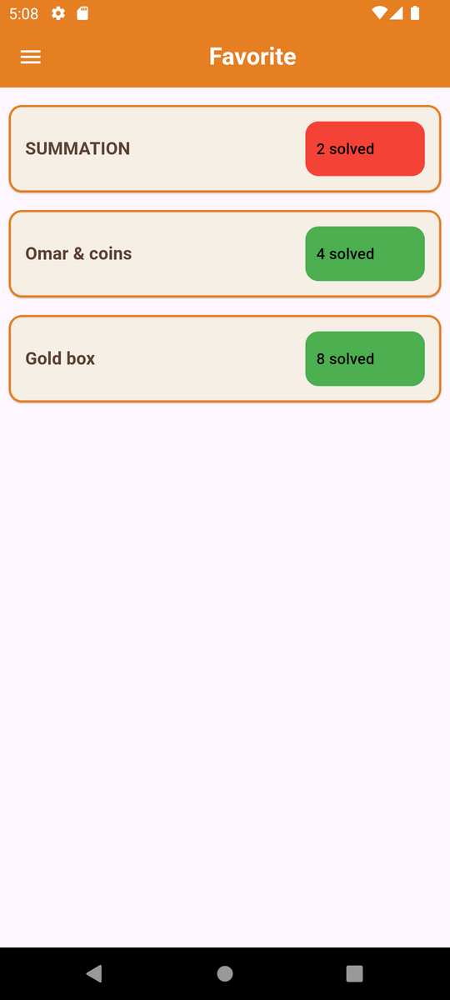 5:08
Favorite
SUMMATION
2 solved
Omar & coins
4 solved
Gold box
8 solved